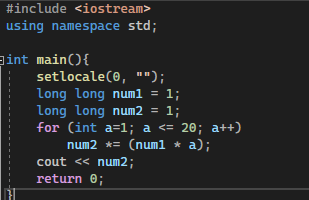 #include <iostream>
using namespace std;
int main(){
setlocale(0, "");
long long num1 = 1;
long long num2 = 1;
for (int a=1; a <= 20; a++)
num2 *= (num1 * a);
cout << num2;
return 0;
}